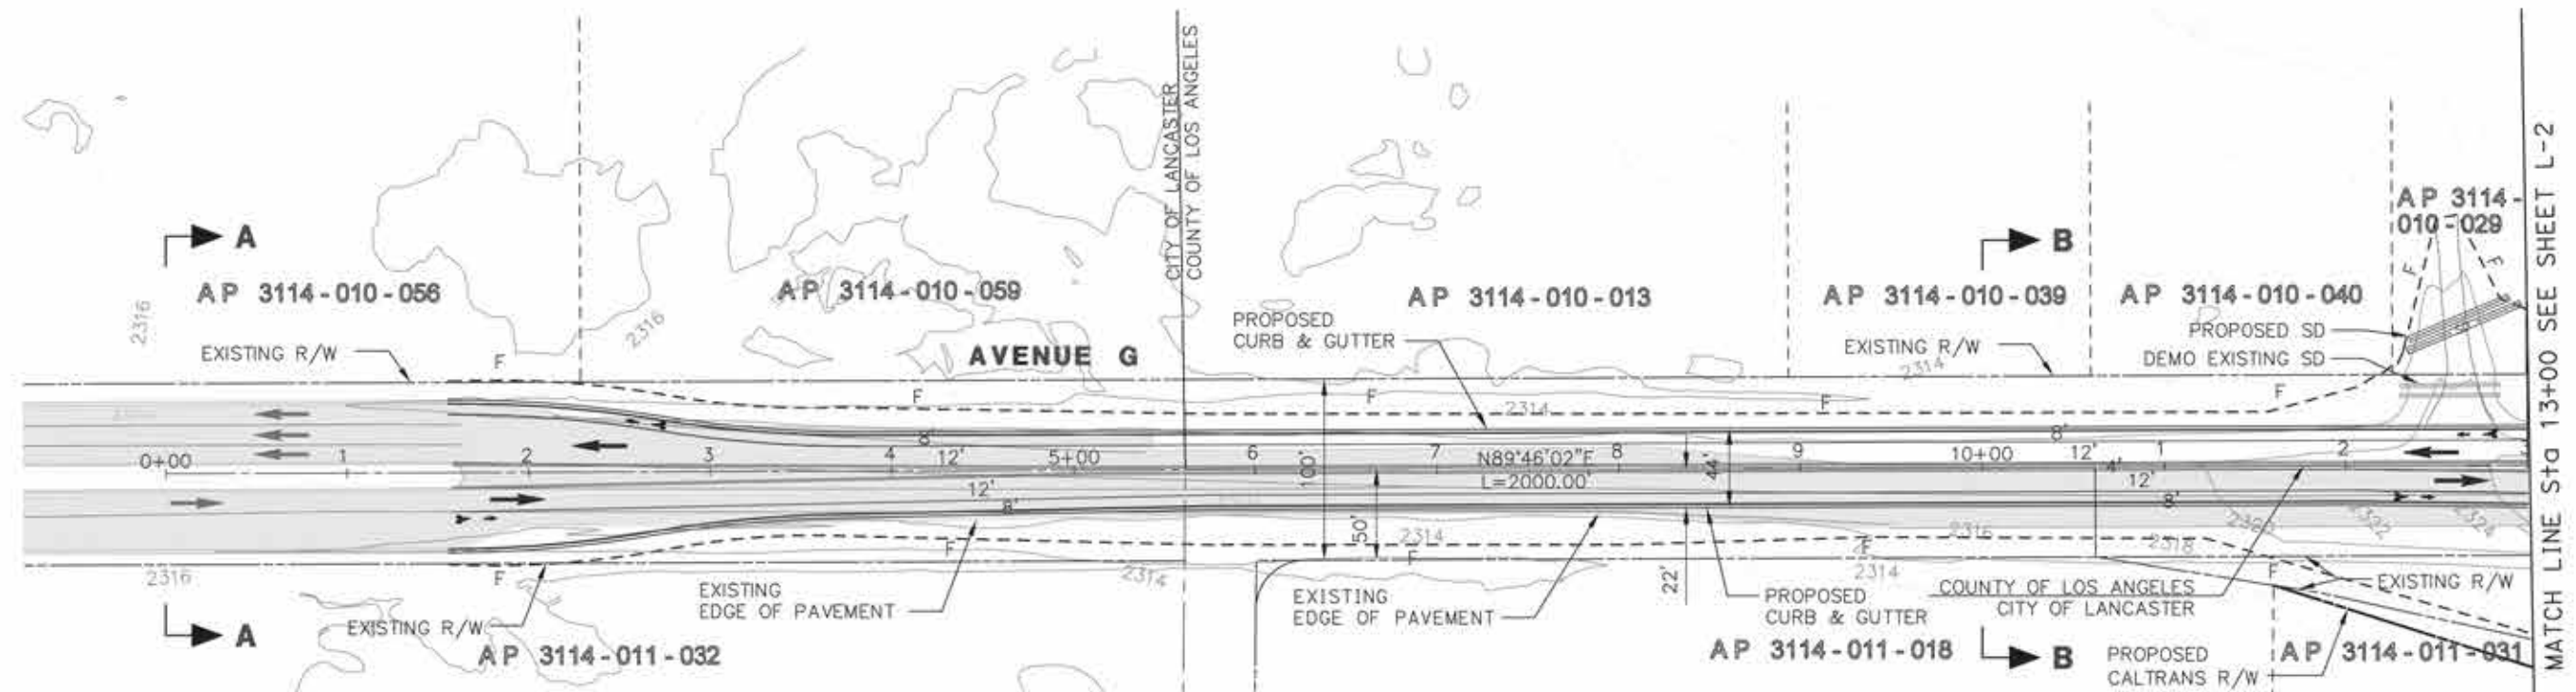 CITY OF LANCASTER
COUNTY OF LOS ANGELES
MATCH LINE Sta 13+00 SEE SHEET L-2
AP 3114-
010-029
A
B
AP 3114-010-056
AP 3114-010-059
AP 3114-010-013
AP 3114-010-039
AP 3114-010-040
F
F
2316
2316
PROPOSED
CURB & GUTTER
PROPOSED SD
EXISTING R/W
AVENUE G
EXISTING R/W
DEMO EXISTING SD
2314
F
F
F
F
F
2314
8'
8'
0+00
1
2
3
4
12'
5+00
6
7
N89°46'02"E
8
9
10+00
12'
1
2
100'
44'
4'
L=2000.00'
12'
12'
8'
8'
50'
2314
2316
2318
2320
2322
2324
F
F
F
F
F
2316
2314
2314
22'
EXISTING
EDGE OF PAVEMENT
EXISTING
EDGE OF PAVEMENT
PROPOSED
CURB & GUTTER
COUNTY OF LOS ANGELES
CITY OF LANCASTER
EXISTING R/W
EXISTING R/W
A
B
AP 3114-011-032
AP 3114-011-018
PROPOSED
CALTRANS R/W
AP 3114-011-031